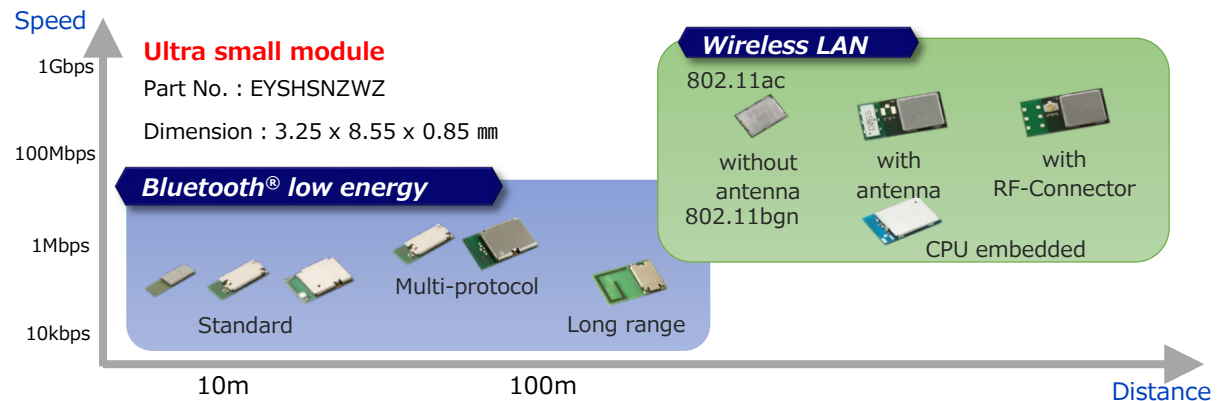 Speed
Ultra small module
Part No. : EYSHSNZWZ
Dimension : 3.25 x 8.55 x 0.85 ㎜
1Gbps
100Mbps
1Mbps
10kbps
Bluetooth® low energy
Standard
Multi-protocol
Long range
Wireless LAN
802.11ac
without
antenna
with
antenna
with
RF-Connector
802.11bgn
CPU embedded
10m
100m
Distance